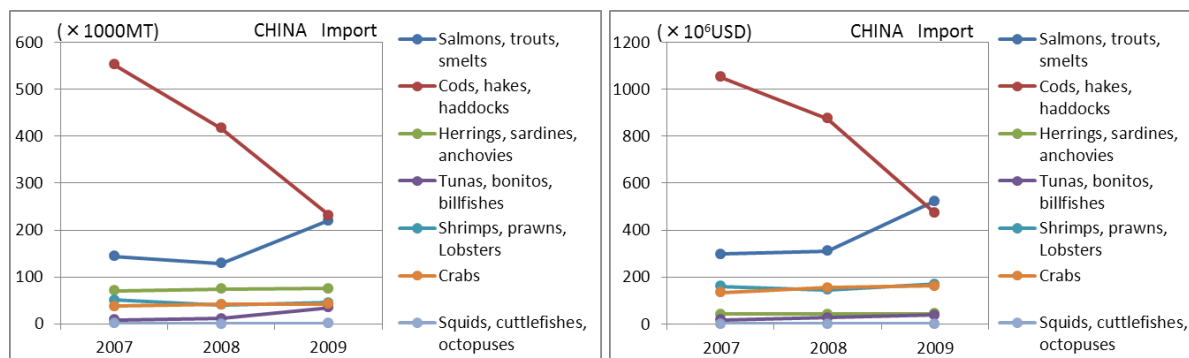 (×1000MT) CHINA Import
600
500
400
300
200
100
0
2007 2008 2009
Salmons, trouts,
smelts
Cods, hakes,
haddocks
Herrings, sardines,
anchovies
Tunas, bonitos,
billfishes
Shrimps, prawns,
Lobsters
Crabs
Squids, cuttlefishes,
octopuses
(×10⁶USD) CHINA Import
1200
1000
800
600
400
200
0
2007 2008 2009
Salmons, trouts,
smelts
Cods, hakes,
haddocks
Herrings, sardines,
anchovies
Tunas, bonitos,
billfishes
Shrimps, prawns,
Lobsters
Crabs
Squids, cuttlefishes,
octopuses